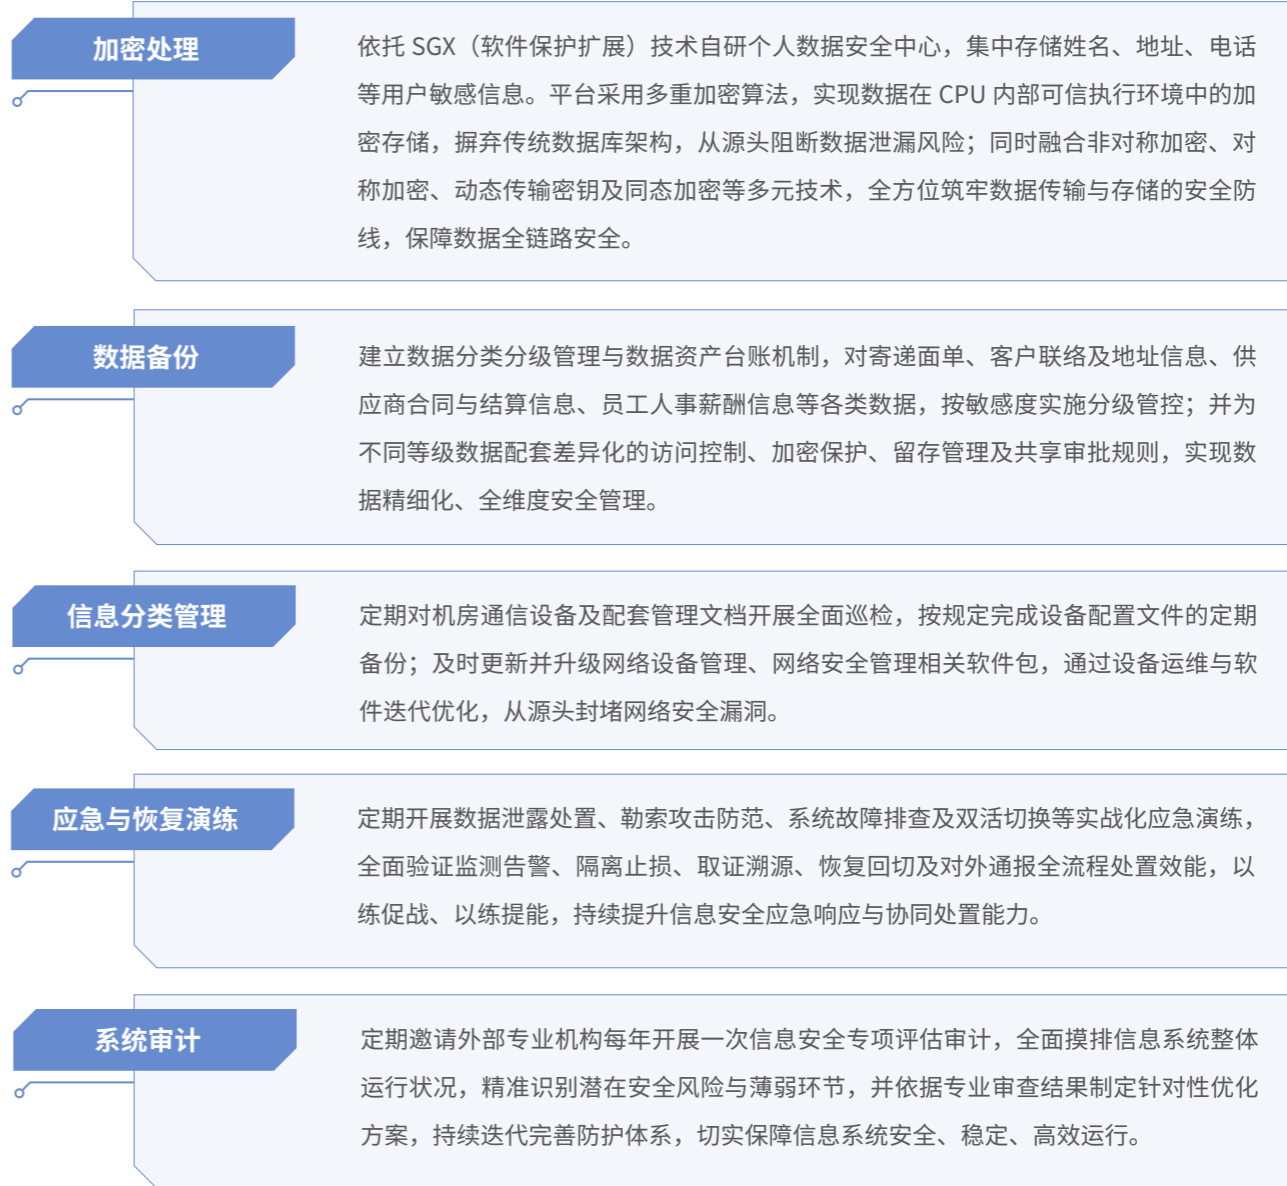 加密处理
依托 SGX（软件保护扩展）技术自研个人数据安全中心，集中存储姓名、地址、电话
等用户敏感信息。平台采用多重加密算法，实现数据在 CPU 内部可信执行环境中的加
密存储，摒弃传统数据库架构，从源头阻断数据泄漏风险；同时融合非对称加密、对
称加密、动态传输密钥及同态加密等多元技术，全方位筑牢数据传输与存储的安全防
线，保障数据全链路安全。
数据备份
建立数据分类分级管理与数据资产台账机制，对寄递面单、客户联络及地址信息、供
应商合同与结算信息、员工人事薪酬信息等各类数据，按敏感度实施分级管控；并为
不同等级数据配套差异化的访问控制、加密保护、留存管理及共享审批规则，实现数
据精细化、全维度安全管理。
信息分类管理
定期对机房通信设备及配套管理文档开展全面巡检，按规定完成设备配置文件的定期
备份；及时更新并升级网络设备管理、网络安全管理相关软件包，通过设备运维与软
件迭代优化，从源头封堵网络安全漏洞。
应急与恢复演练
定期开展数据泄露处置、勒索攻击防范、系统故障排查及双活切换等实战化应急演练，
全面验证监测告警、隔离止损、取证溯源、恢复回切及对外通报全流程处置效能，以
练促战、以练提能，持续提升信息安全应急响应与协同处置能力。
系统审计
定期邀请外部专业机构每年开展一次信息安全专项评估审计，全面摸排信息系统整体
运行状况，精准识别潜在安全风险与薄弱环节，并依据专业审查结果制定针对性优化
方案，持续迭代完善防护体系，切实保障信息系统安全、稳定、高效运行。